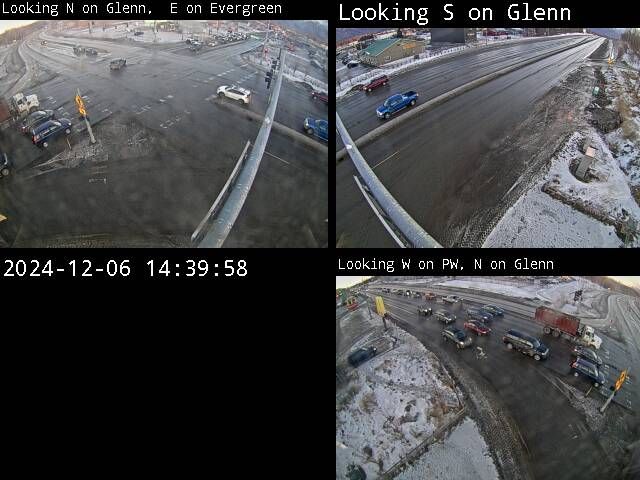 Looking N on Glenn,  E on Evergreen
Looking S on Glenn
2024-12-06 14:39:58
Looking W on PW, N on Glenn